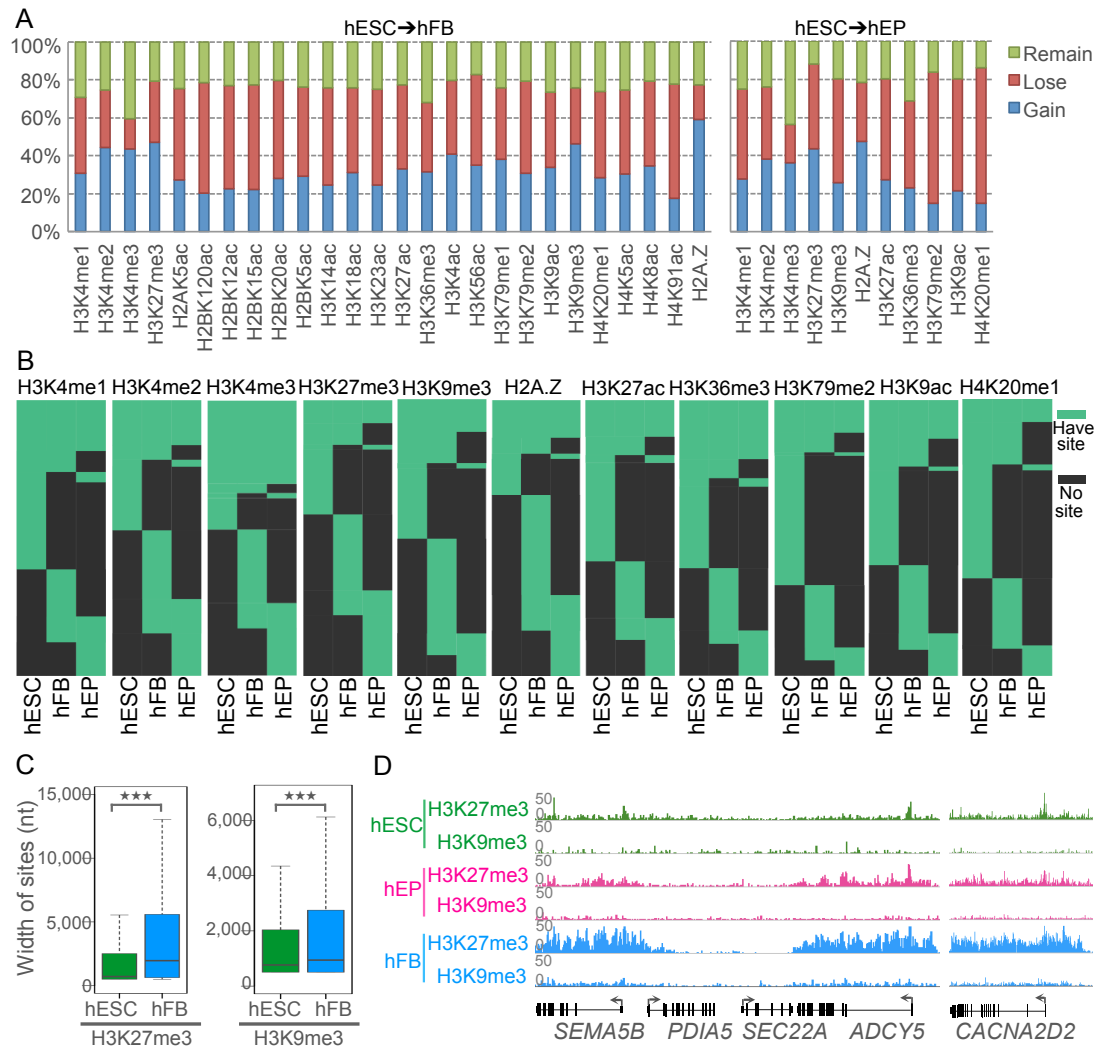 A
hESC➔hFB
hESC➔hEP
100%
80%
60%
40%
20%
0%
Remain
Lose
Gain
H3K4me1
H3K4me2
H3K4me3
H3K27me3
H2AK5ac
H2BK120ac
H2BK12ac
H2BK15ac
H2BK20ac
H2BK5ac
H3K14ac
H3K18ac
H3K23ac
H3K27ac
H3K36me3
H3K4ac
H3K56ac
H3K79me1
H3K79me2
H3K9ac
H3K9me3
H4K20me1
H4K5ac
H4K8ac
H4K91ac
H2A.Z
H3K4me1
H3K4me2
H3K4me3
H3K27me3
H3K9me3
H2A.Z
H3K27ac
H3K36me3
H3K79me2
H3K9ac
H4K20me1
B
H3K4me1 H3K4me2 H3K4me3 H3K27me3 H3K9me3 H2A.Z H3K27ac H3K36me3 H3K79me2 H3K9ac H4K20me1
Have
site
No
site
hESC hFB hEP hESC hFB hEP hESC hFB hEP hESC hFB hEP hESC hFB hEP hESC hFB hEP hESC hFB hEP hESC hFB hEP hESC hFB hEP hESC hFB hEP hESC hFB hEP
C
Width of sites (nt)
15,000
10,000
5,000
0
★★★
hESC hFB
H3K27me3
6,000
4,000
2,000
0
★★★
hESC hFB
H3K9me3
D
hESC
H3K27me3
50
0
H3K9me3
50
0
hEP
H3K27me3
50
0
H3K9me3
50
0
hFB
H3K27me3
50
0
H3K9me3
50
0
SEMA5B PDIA5 SEC22A ADCY5 CACNA2D2